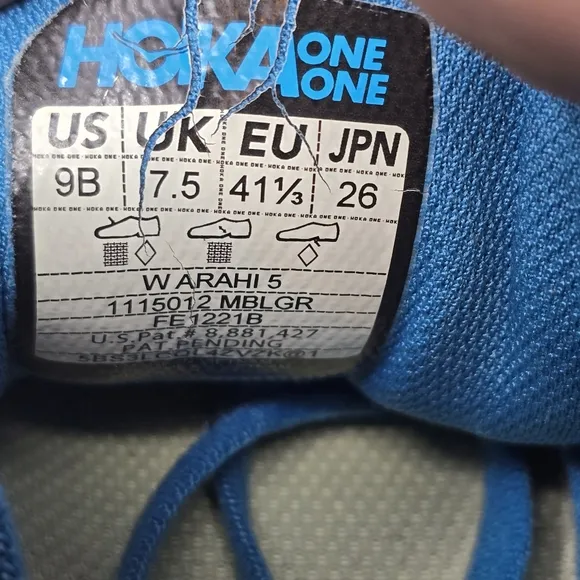 HOKA ONE ONE
US UK EU JPN
9B 7.5 41⅓ 26
W ARAHI 5
1115012 MBLGR
FE1221B
U.S.Pat.# 8,881,427
PAT PENDING